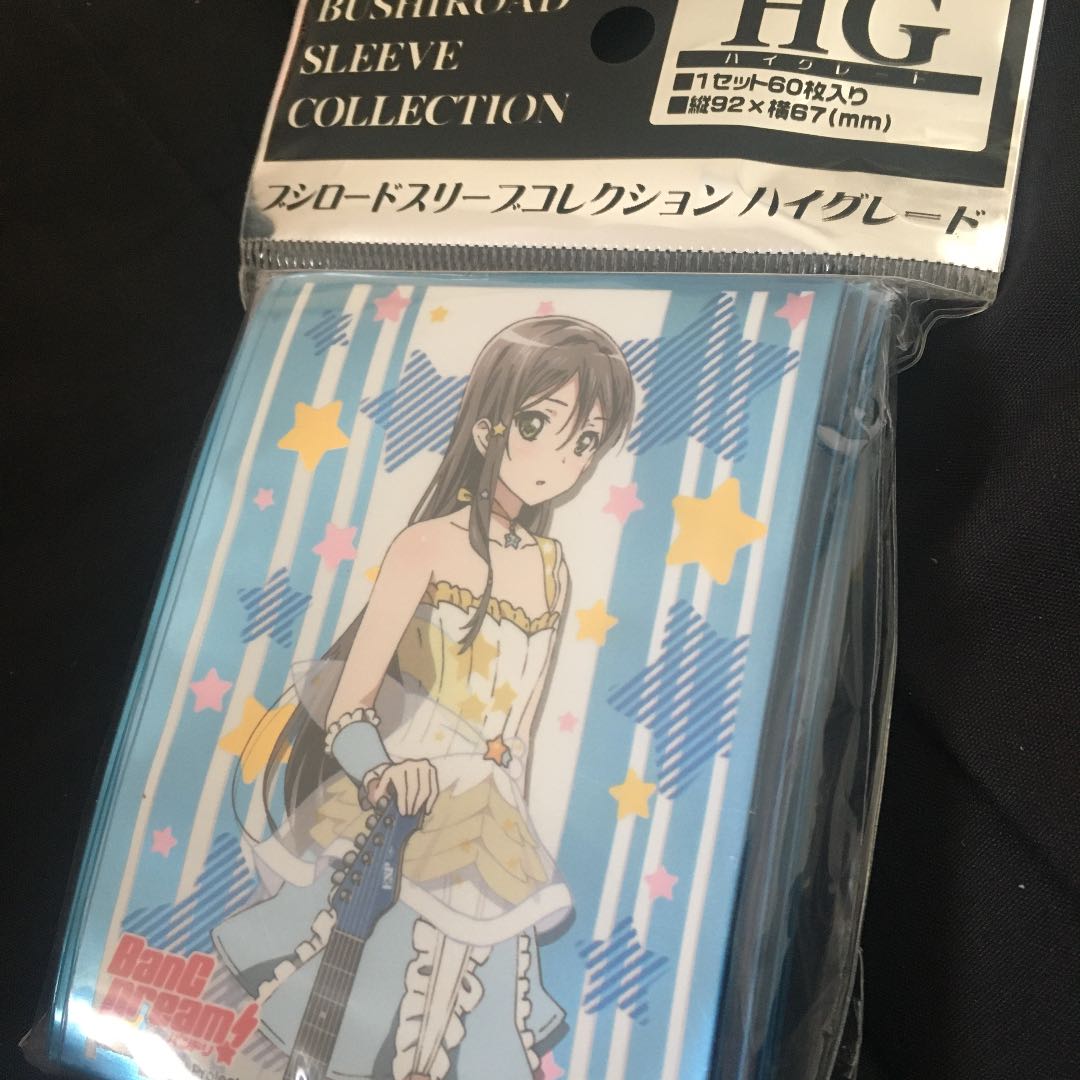 BUSHIROAD
SLEEVE
COLLECTION
HG
ハイグレード
■1セット60枚入り
■縦92×横67(mm)
ブシロードスリーブコレクション ハイグレード
ESP
BanG
Dream!
Project